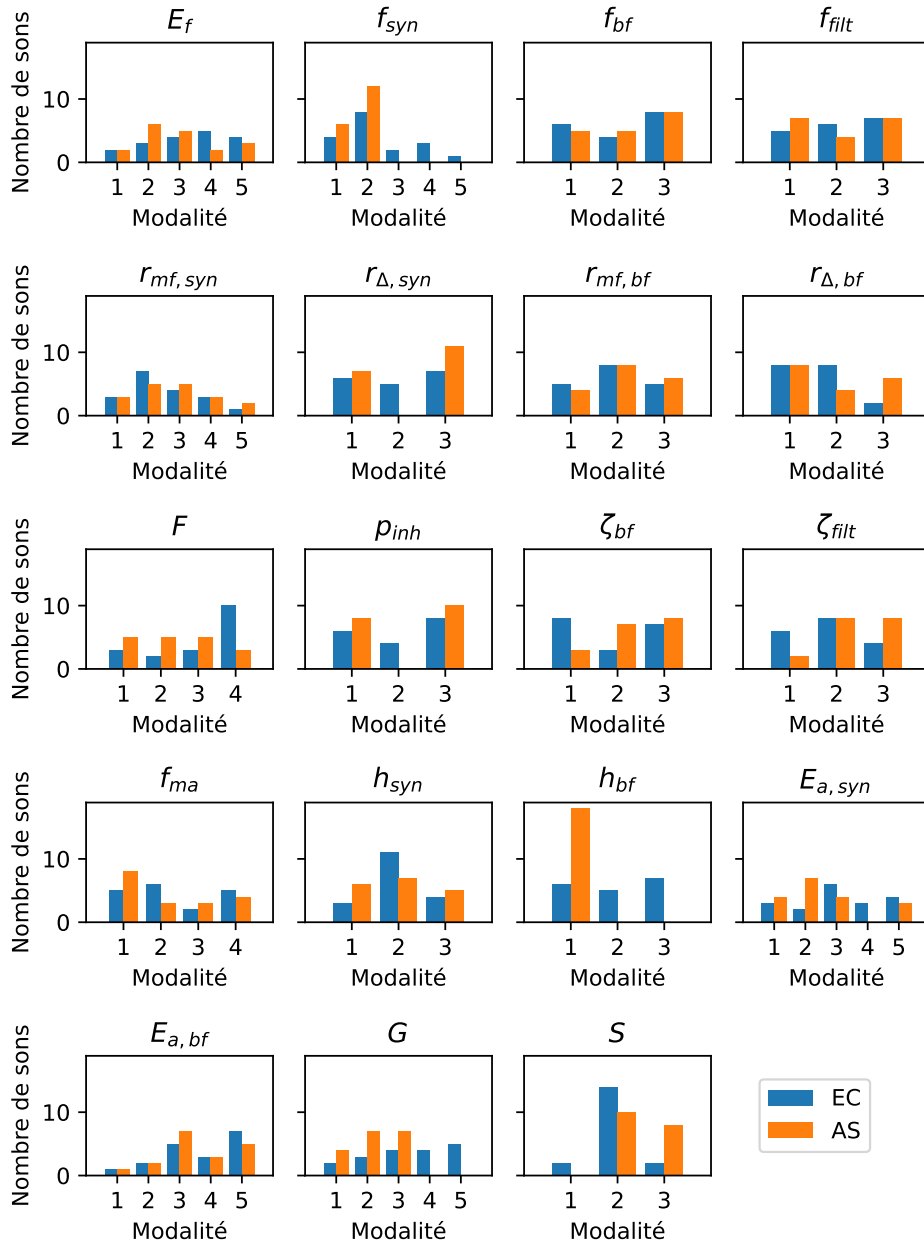 E_f f_syn f_bf f_filt
Nombre de sons
10
0
1 2 3 4 5 1 2 3 4 5 1 2 3 1 2 3
Modalité Modalité Modalité Modalité
r_mf,syn r_Δ,syn r_mf,bf r_Δ,bf
Nombre de sons
10
0
1 2 3 4 5 1 2 3 1 2 3 1 2 3
Modalité Modalité Modalité Modalité
F p_inh ζ_bf ζ_filt
Nombre de sons
10
0
1 2 3 4 1 2 3 1 2 3 1 2 3
Modalité Modalité Modalité Modalité
f_ma h_syn h_bf E_a,syn
Nombre de sons
10
0
1 2 3 4 1 2 3 1 2 3 1 2 3 4 5
Modalité Modalité Modalité Modalité
E_a,bf G S
Nombre de sons
10
0
1 2 3 4 5 1 2 3 4 5 1 2 3
Modalité Modalité Modalité
EC
AS